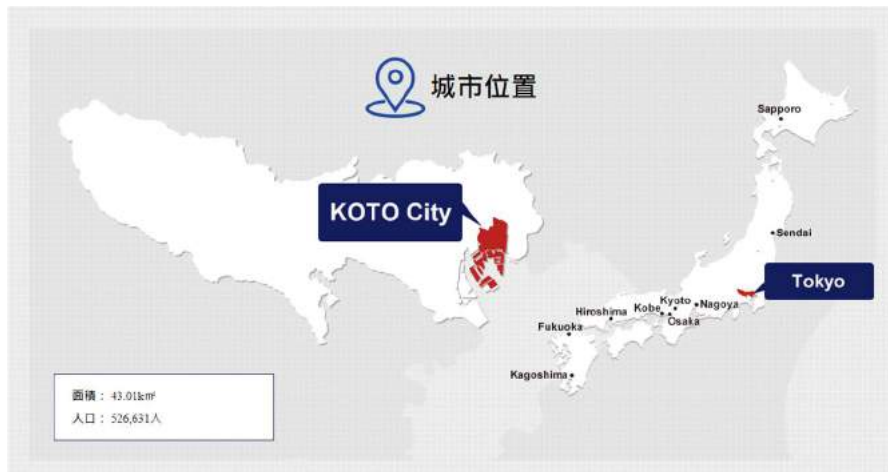 城市位置
KOTO City
Sapporo
Sendai
Tokyo
Kyoto
Nagoya
Hiroshima
Kobe
Osaka
Fukuoka
Kagoshima
面積： 43.01k㎡
人口： 526,631人